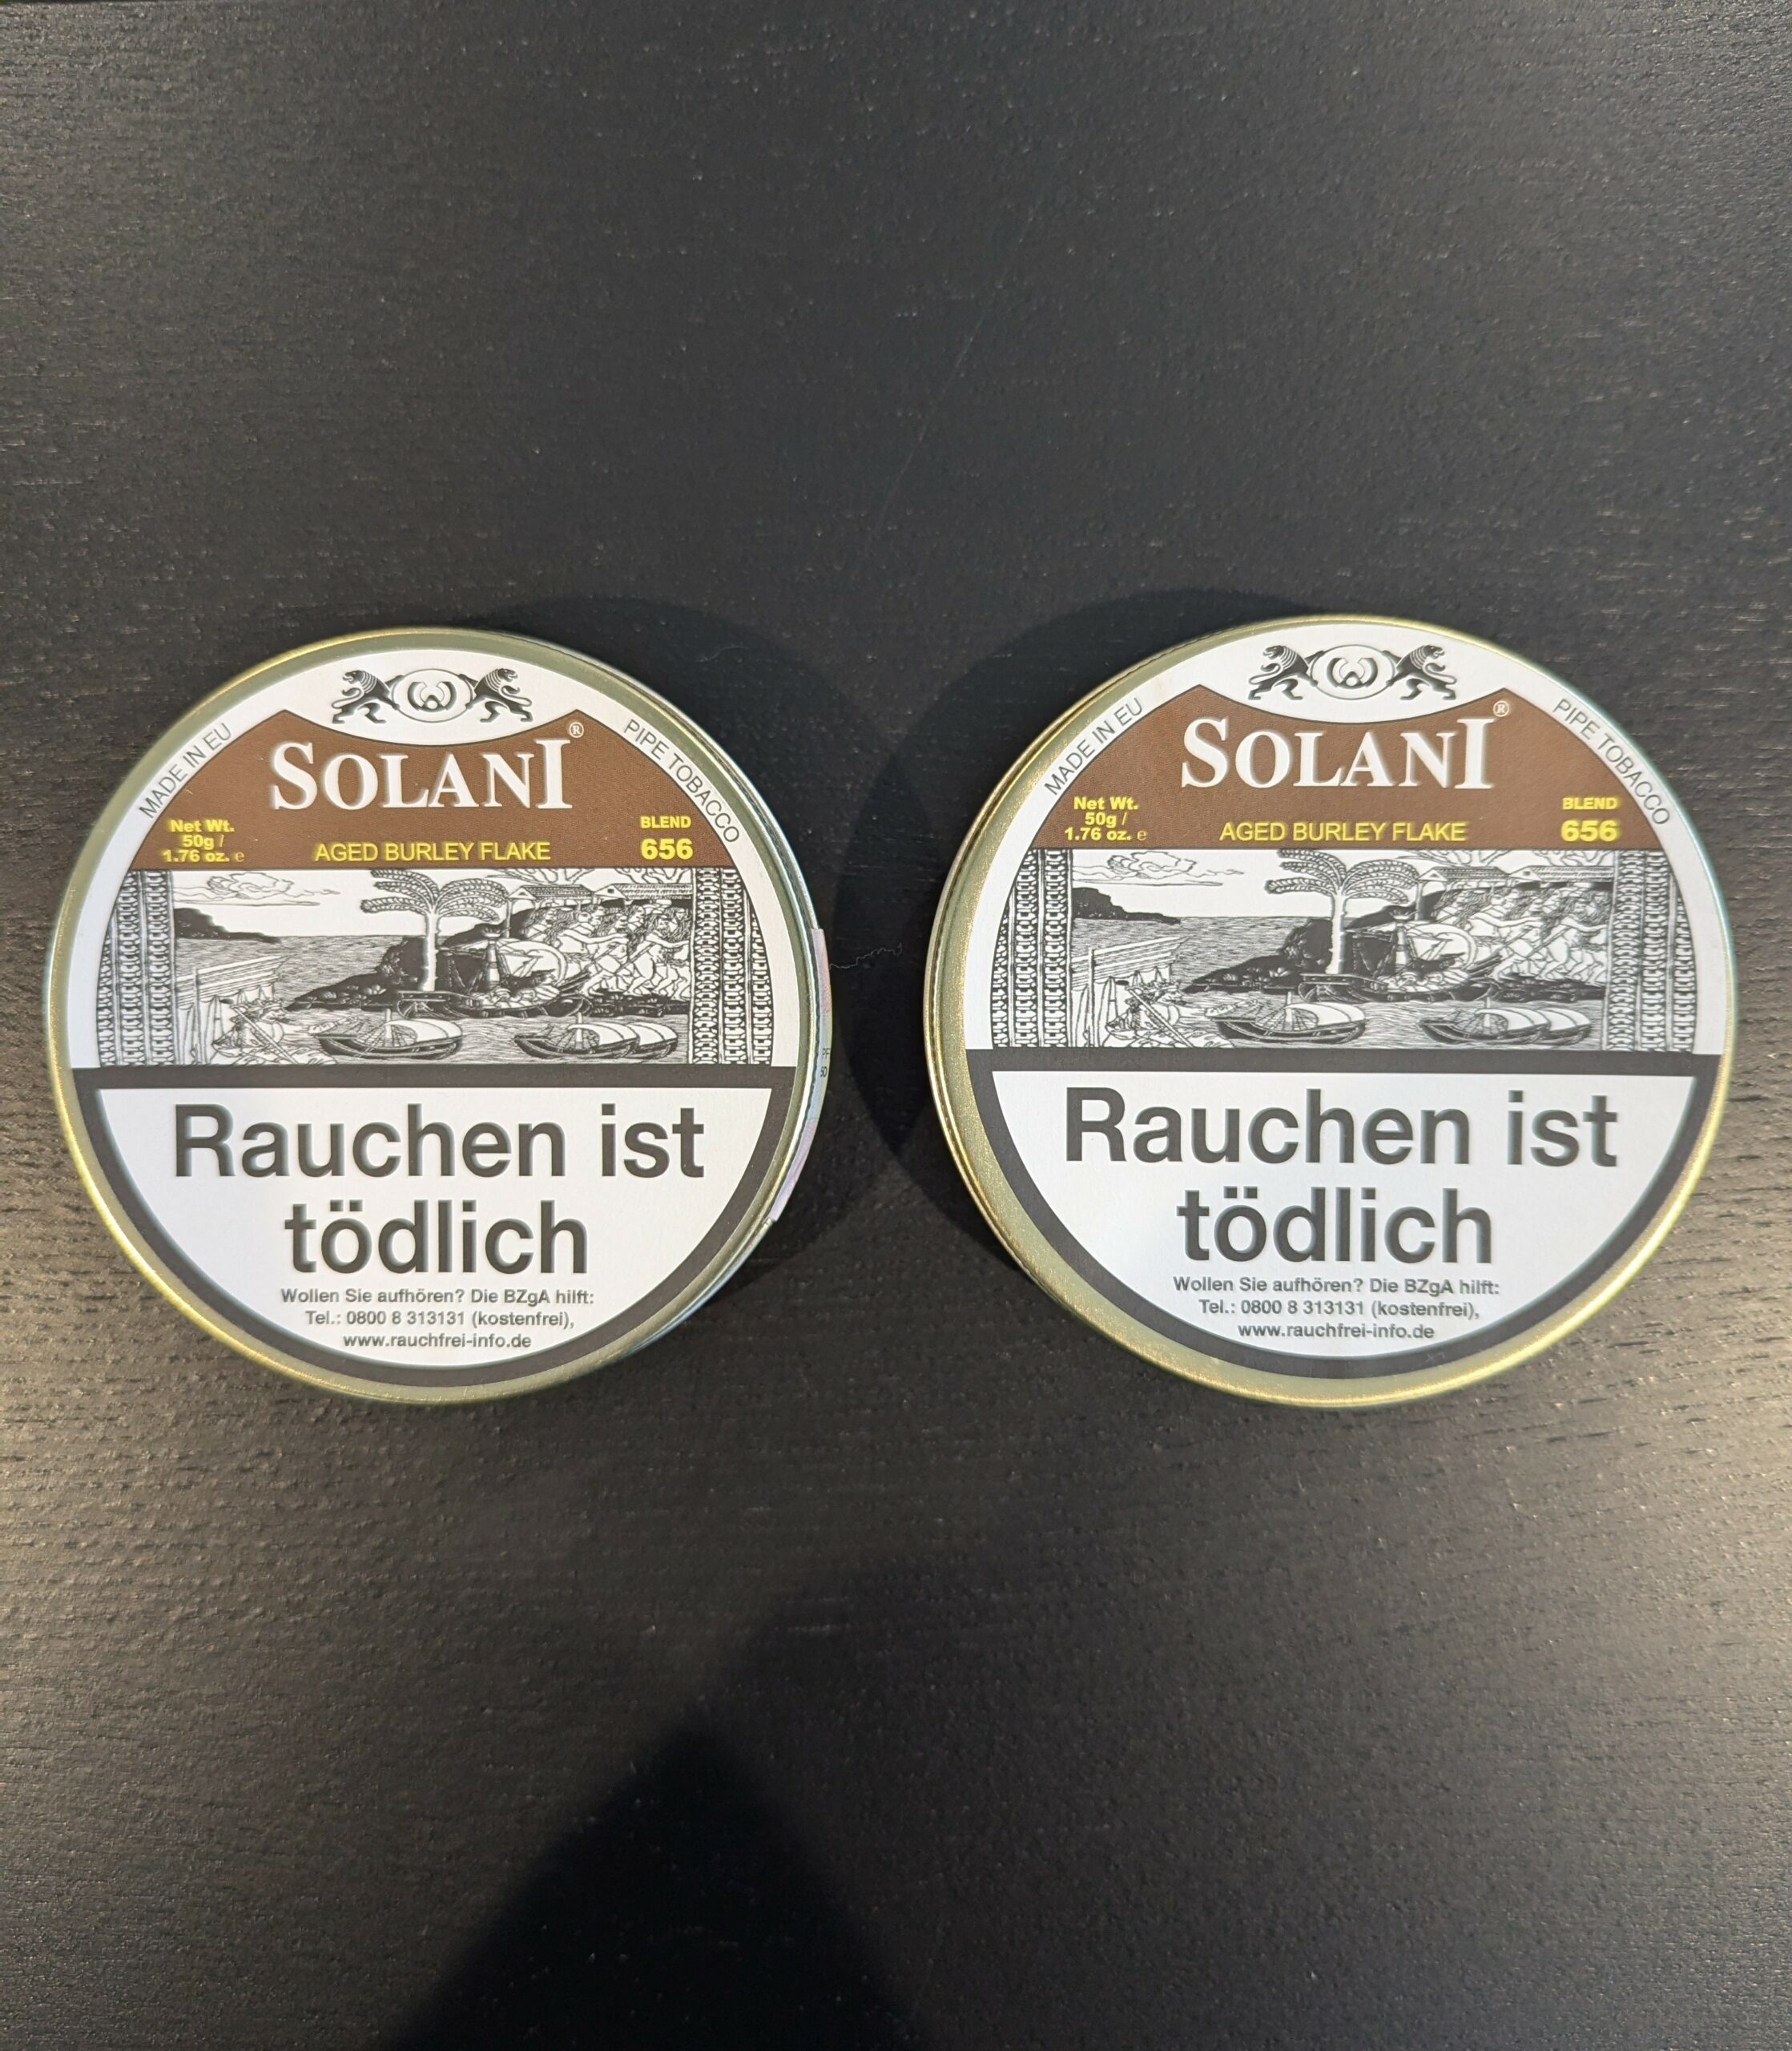 MADE IN EU
SOLANI®
PIPE TOBACCO
Net Wt.
50g /
1.76 oz. e
AGED BURLEY FLAKE
BLEND
656
Rauchen ist
tödlich
Wollen Sie aufhören? Die BZgA hilft:
Tel.: 0800 8 313131 (kostenfrei),
www.rauchfrei-info.de
MADE IN EU
SOLANI®
PIPE TOBACCO
Net Wt.
50g /
1.76 oz. e
AGED BURLEY FLAKE
BLEND
656
Rauchen ist
tödlich
Wollen Sie aufhören? Die BZgA hilft:
Tel.: 0800 8 313131 (kostenfrei),
www.rauchfrei-info.de